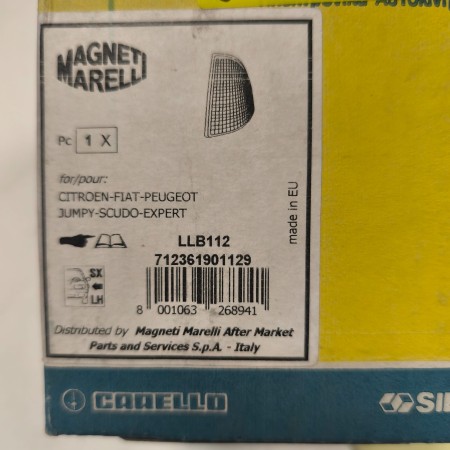 MAGNETI
MARELLI
Pc 1 X
for/pour:
CITROEN-FIAT-PEUGEOT
JUMPY-SCUDO-EXPERT
made in EU
LLB112
712361901129
SX
LH
8 001063 268941
Distributed by Magneti Marelli After Market
Parts and Services S.p.A. - Italy
CARELLO